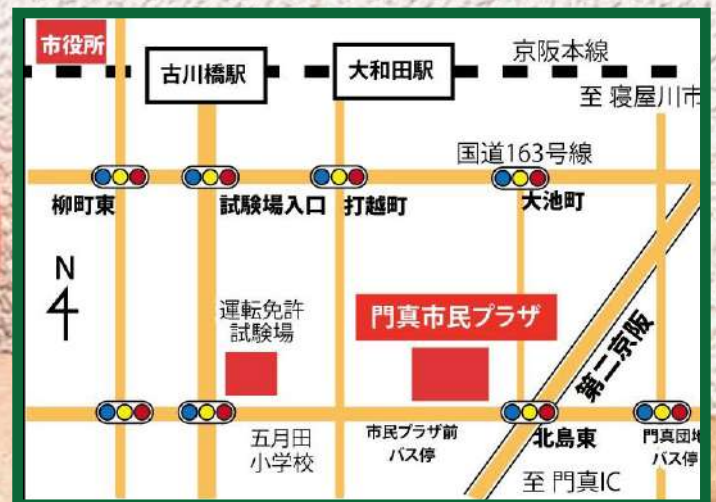 市役所
古川橋駅
大和田駅
京阪本線
至 寝屋川市
国道163号線
柳町東
試験場入口
打越町
大池町
N
運転免許
試験場
門真市民プラザ
第二京阪
五月田
小学校
市民プラザ前
バス停
北島東
門真団地
バス停
至 門真IC